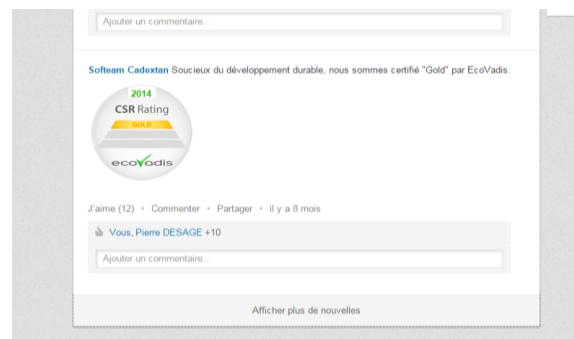 Ajouter un commentaire...
Softeam Cadextan Soucieux du développement durable, nous sommes certifié "Gold" par EcoVadis.
2014
CSR Rating
GOLD
ecovadis
J'aime (12) • Commenter • Partager • il y a 8 mois
Vous, Pierre DESAGE +10
Ajouter un commentaire...
Afficher plus de nouvelles